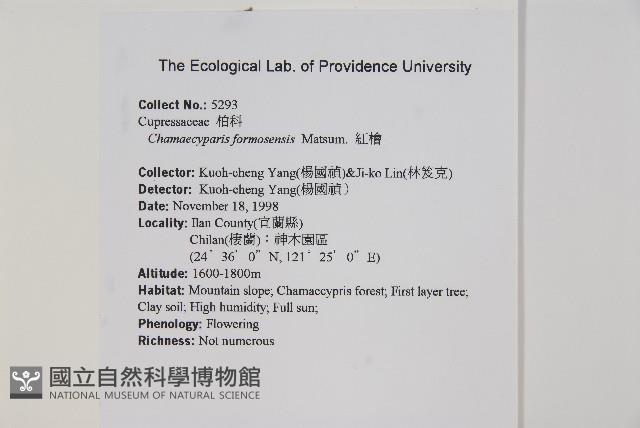 The Ecological Lab. of Providence University
Collect No.: 5293
Cupressaceae 柏科
Chamaecyparis formosensis Matsum. 紅檜
Collector: Kuoh-cheng Yang(楊國禎)&Ji-ko Lin(林笈克)
Detector: Kuoh-cheng Yang(楊國禎)
Date: November 18, 1998
Locality: Ilan County(宜蘭縣)
Chilan(棲蘭)：神木園區
(24° 36' 0" N, 121° 25' 0" E)
Altitude: 1600-1800m
Habitat: Mountain slope; Chamaecypris forest; First layer tree;
Clay soil; High humidity; Full sun;
Phenology: Flowering
Richness: Not numerous
國立自然科學博物館
NATIONAL MUSEUM OF NATURAL SCIENCE